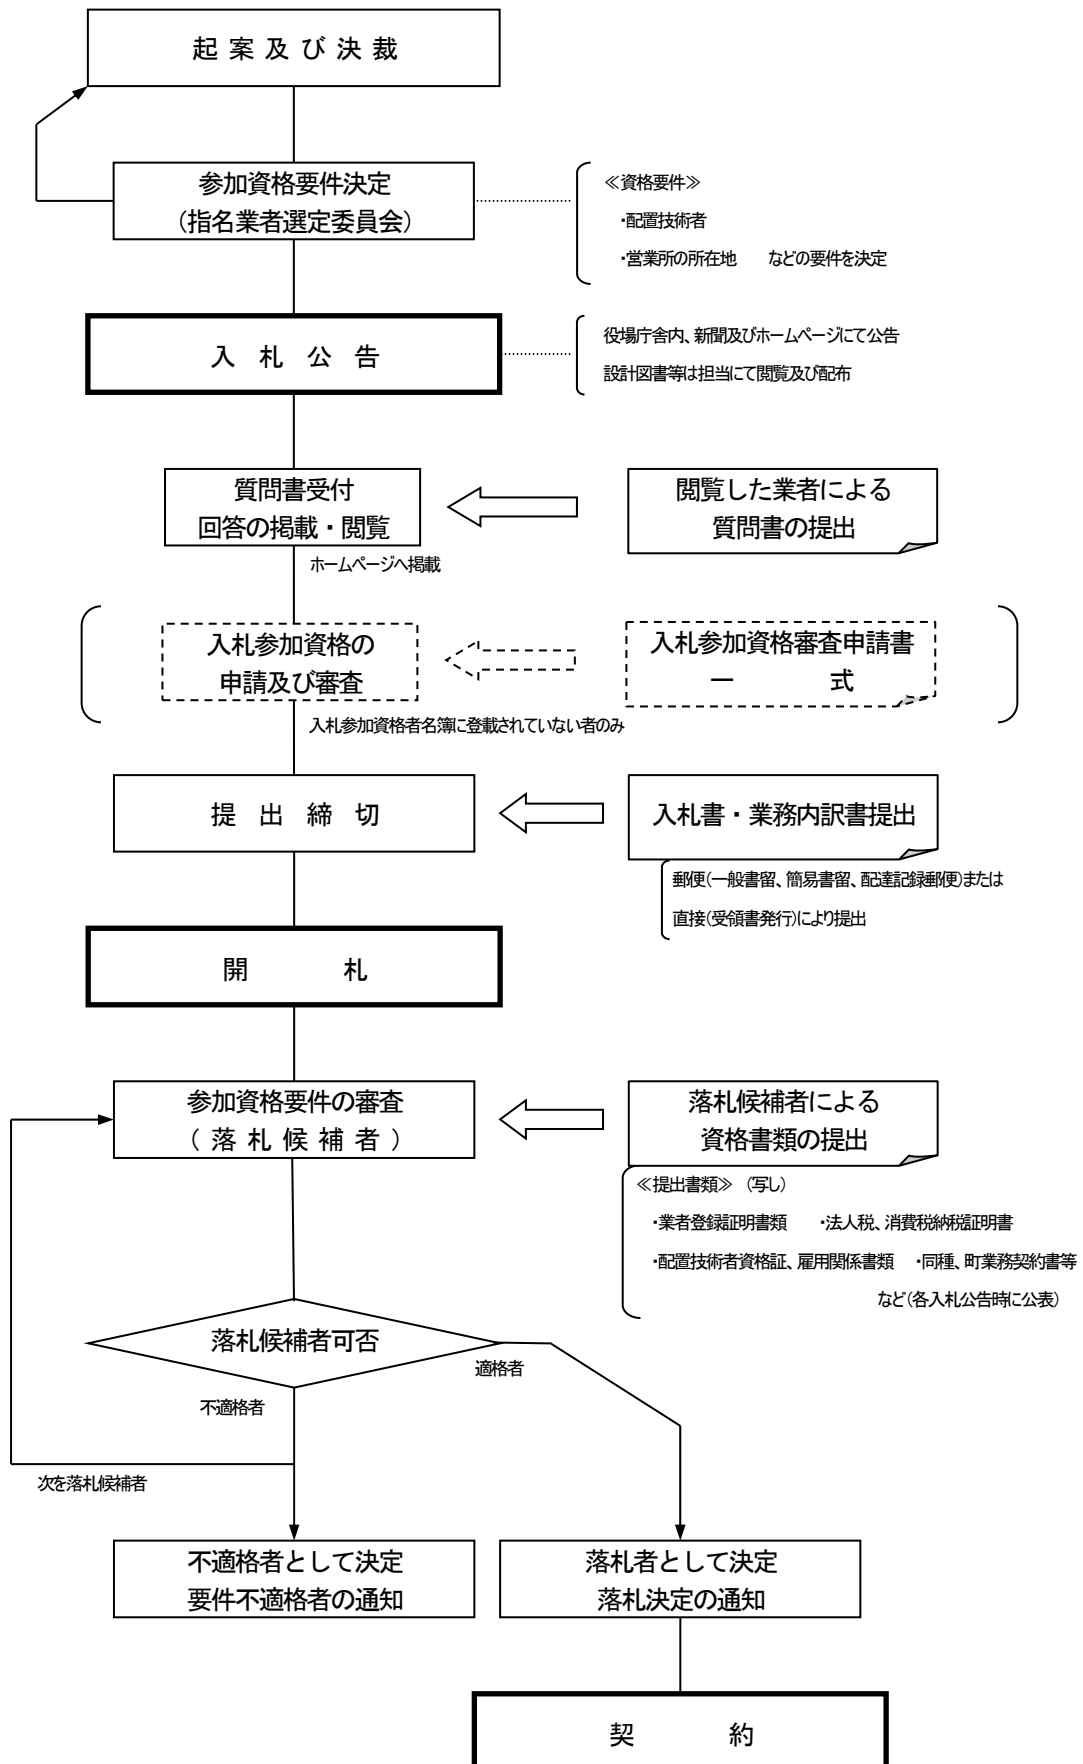 起案及び決裁
参加資格要件決定
（指名業者選定委員会）
≪資格要件≫
・配置技術者
・営業所の所在地　などの要件を決定
入札公告
役場庁舎内、新聞及びホームページにて公告
設計図書等は担当にて閲覧及び配布
質問書受付
回答の掲載・閲覧
閲覧した業者による
質問書の提出
ホームページへ掲載
入札参加資格の
申請及び審査
入札参加資格審査申請書
一　式
入札参加資格者名簿に登載されていない者のみ
提出締切
入札書・業務内訳書提出
郵便（一般書留、簡易書留、配達記録郵便）または
直接（受領書発行）により提出
開札
参加資格要件の審査
（落札候補者）
落札候補者による
資格書類の提出
≪提出書類≫　（写し）
・業者登録証明書類　・法人税、消費税納税証明書
・配置技術者資格証、雇用関係書類　・同種、町業務契約書等
など（各入札公告時に公表）
落札候補者可否
適格者
不適格者
次を落札候補者
不適格者として決定
要件不適格者の通知
落札者として決定
落札決定の通知
契約